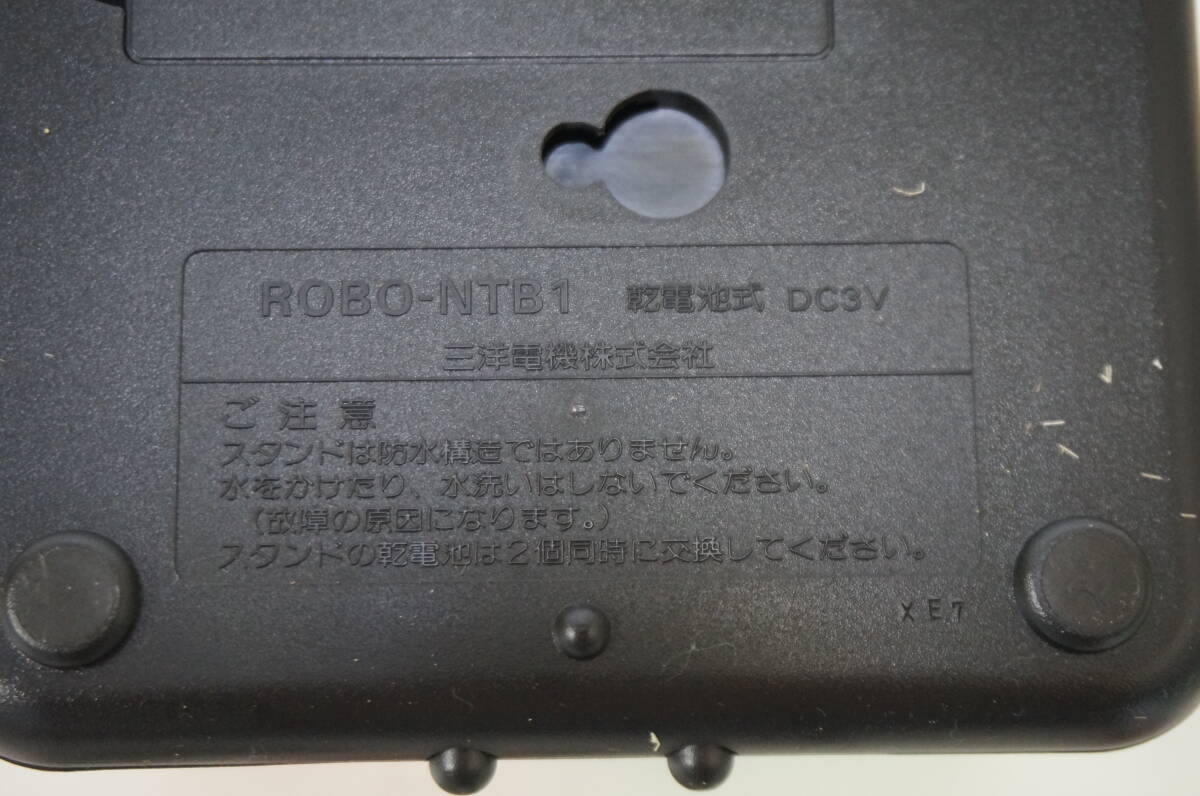 ROBO-NTB1 乾電池式 DC3V
三洋電機株式会社
ご注意
スタンドは防水構造ではありません。
水をかけたり、水洗いはしないでください。
(故障の原因になります。)
スタンドの乾電池は2個同時に交換してください。
XE7